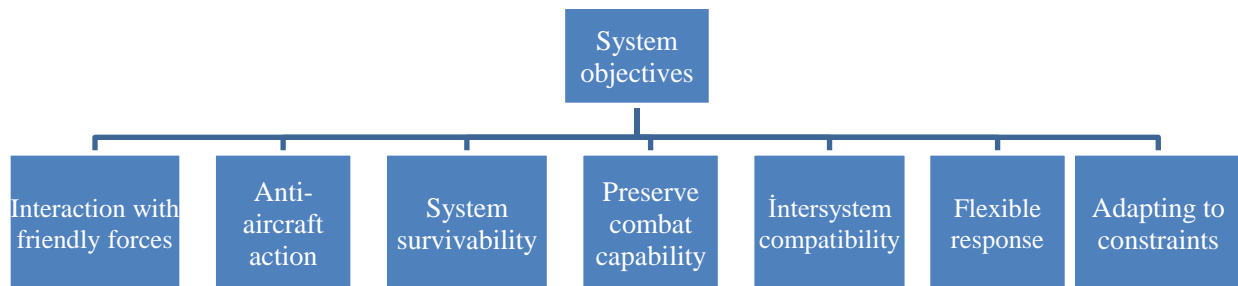 System
objectives
Interaction with
friendly forces
Anti-
aircraft
action
System
survivability
Preserve
combat
capability
İntersystem
compatibility
Flexible
response
Adapting to
constraints